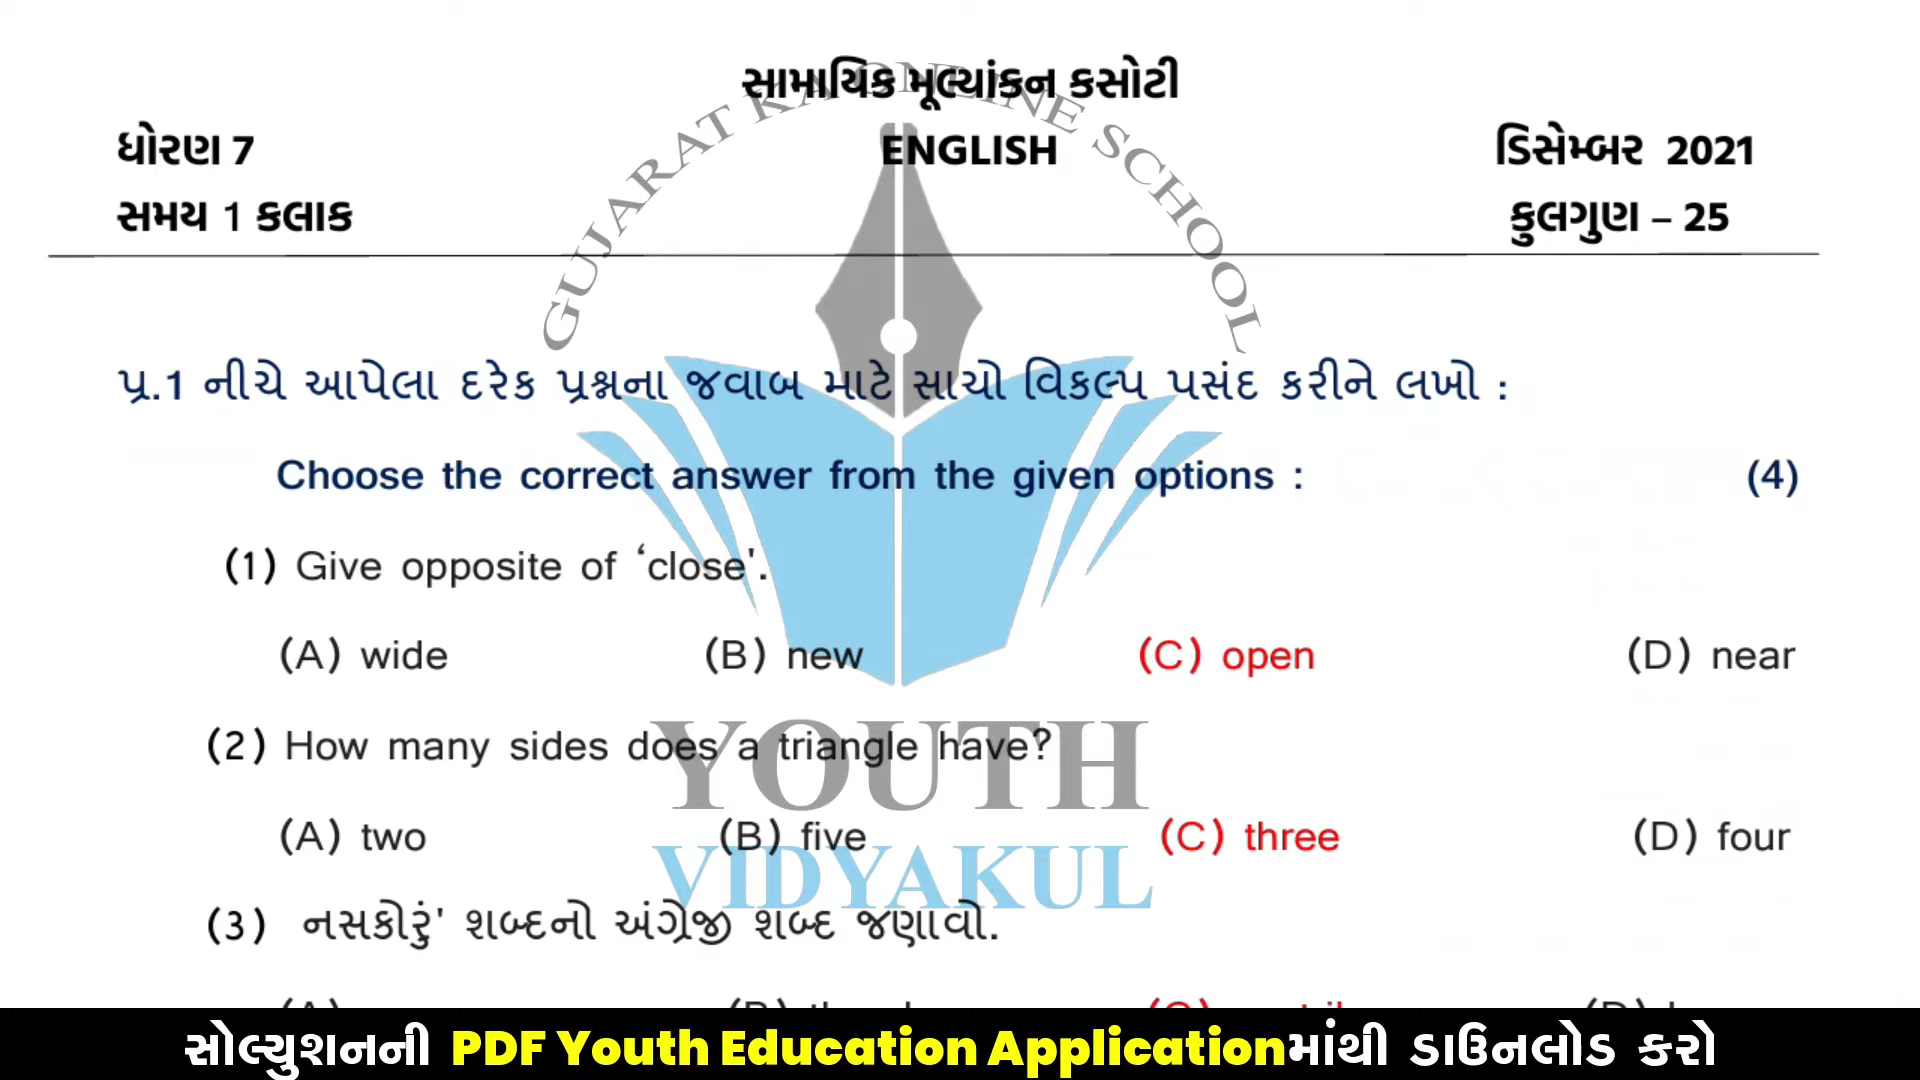 સામાયિક મૂલ્યાંકન કસોટી
ધોરણ 7 ENGLISH ડિસેમ્બર 2021
સમય 1 કલાક કુલગુણ – 25
GUJARAT KA ONLINE SCHOOL
પ્ર.1 નીચે આપેલા દરેક પ્રશ્નના જવાબ માટે સાચો વિકલ્પ પસંદ કરીને લખો :
Choose the correct answer from the given options : (4)
(1) Give opposite of ‘close'.
(A) wide (B) new (C) open (D) near
(2) How many sides does a triangle have?
YOUTH
(A) two (B) five (C) three (D) four
VIDYAKUL
(3) નસકોરું' શબ્દનો અંગ્રેજી શબ્દ જણાવો.
સોલ્યુશનની PDF Youth Education Applicationમાંથી ડાઉનલોડ કરો